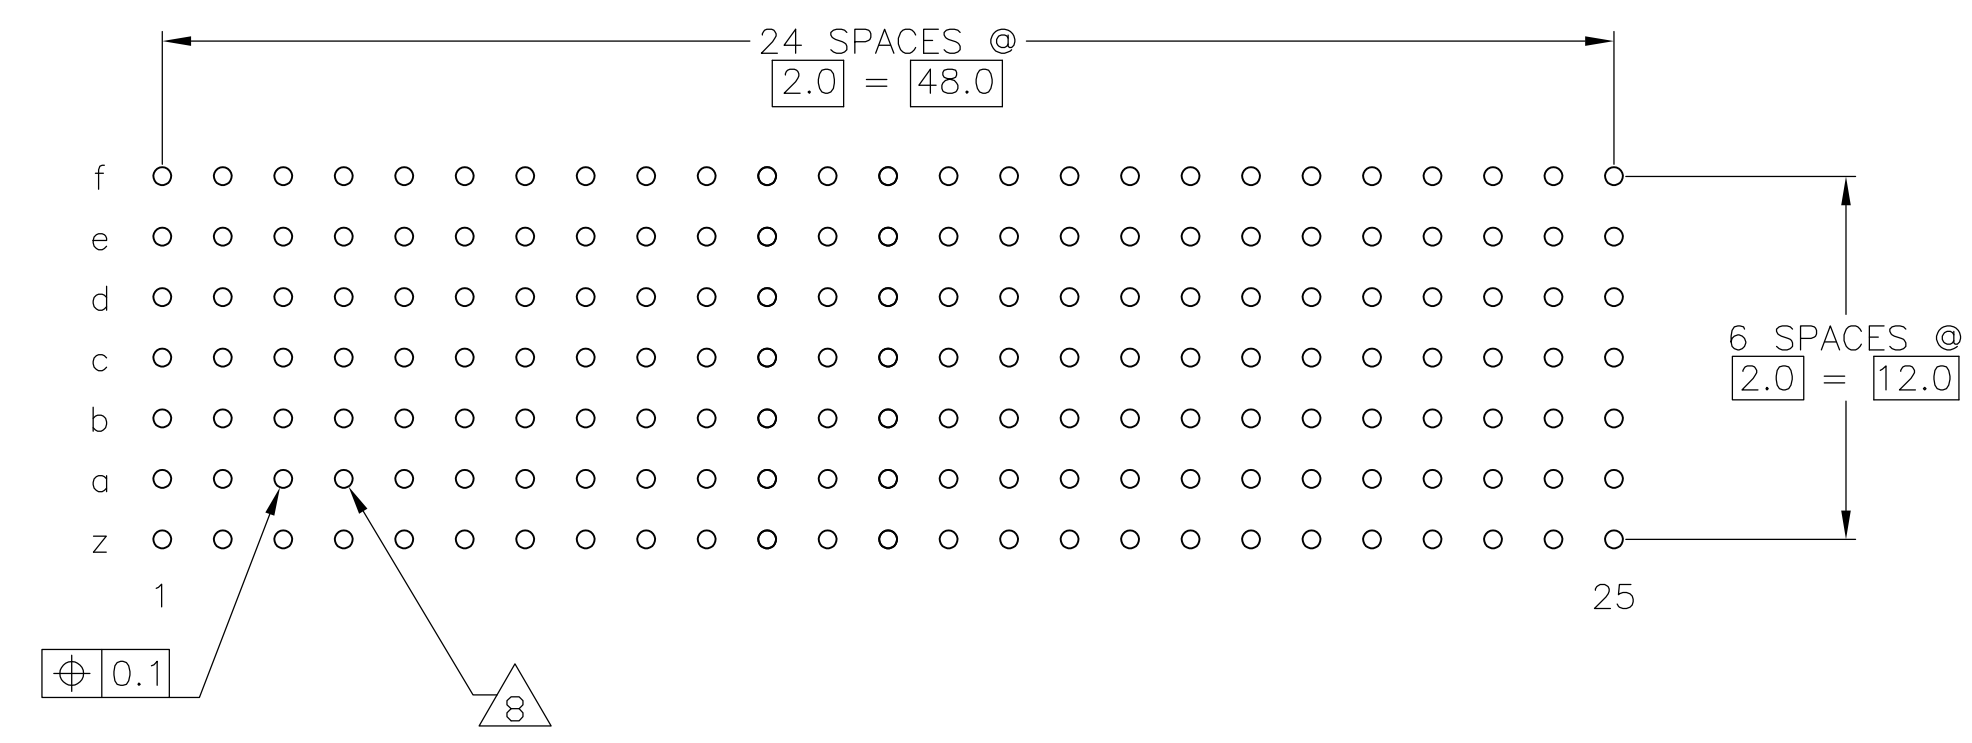 24 SPACES @
2.0 = 48.0
f
e
d
c
6 SPACES @
2.0 = 12.0
b
a
z
1
25
⌖ 0.1
8